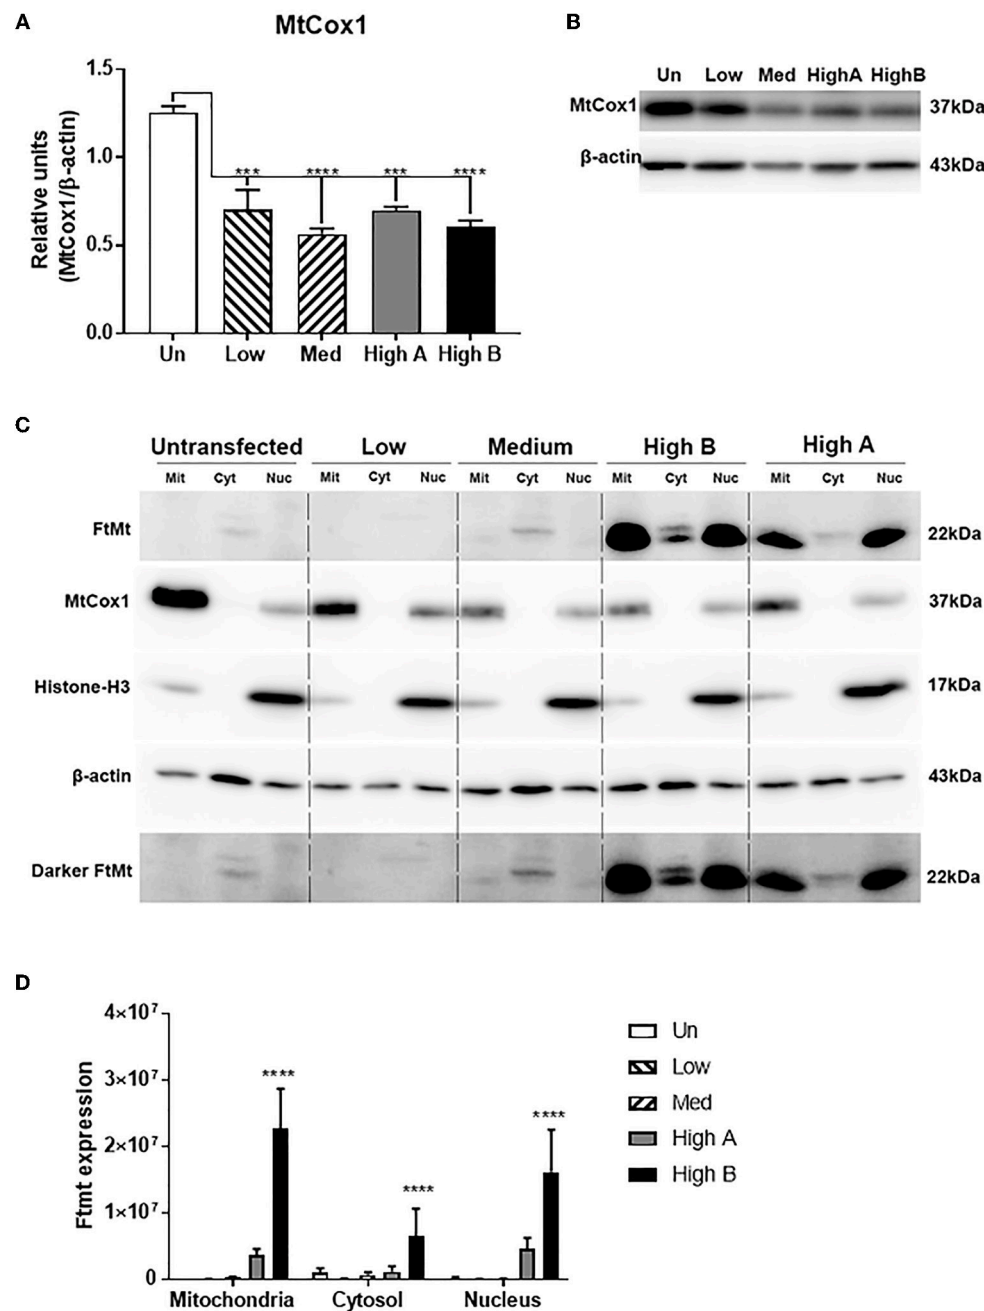 A
MtCox1
Relative units
(MtCox1/β-actin)
1.5
1.0
0.5
0.0
*** **** *** ****
Un Low Med High A High B
B
Un Low Med HighA HighB
MtCox1 37kDa
β-actin 43kDa
C
Untransfected Low Medium High B High A
Mit Cyt Nuc Mit Cyt Nuc Mit Cyt Nuc Mit Cyt Nuc Mit Cyt Nuc
FtMt 22kDa
MtCox1 37kDa
Histone-H3 17kDa
β-actin 43kDa
Darker FtMt 22kDa
D
Ftmt expression
4×10⁷
3×10⁷
2×10⁷
1×10⁷
0
**** **** ****
Mitochondria Cytosol Nucleus
Un
Low
Med
High A
High B